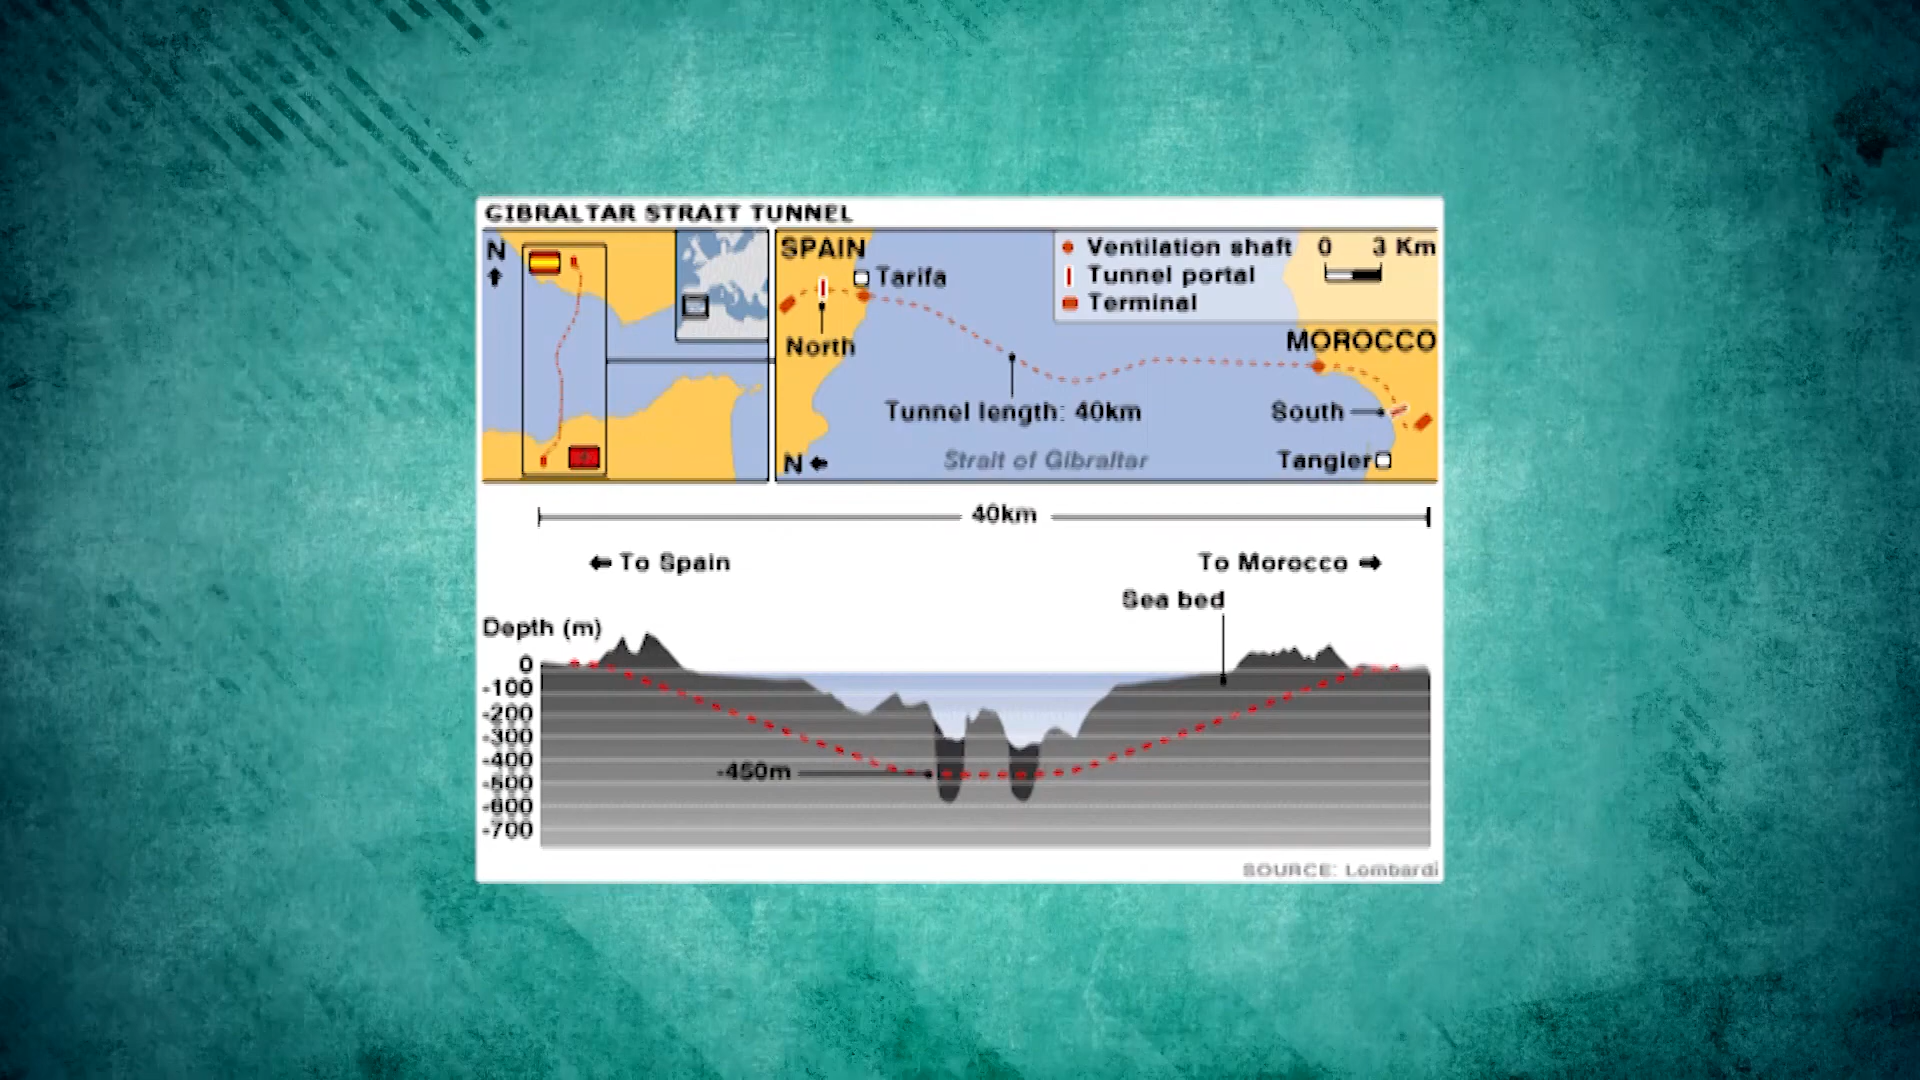 GIBRALTAR STRAIT TUNNEL
N
SPAIN
Tarifa
North
N
Ventilation shaft
Tunnel portal
Terminal
0 3 Km
MOROCCO
Tunnel length: 40km
South
Strait of Gibraltar
Tangier
40km
To Spain
To Morocco
Sea bed
Depth (m)
0
-100
-200
-300
-400
-500
-600
-700
-450m
SOURCE: Lombardi